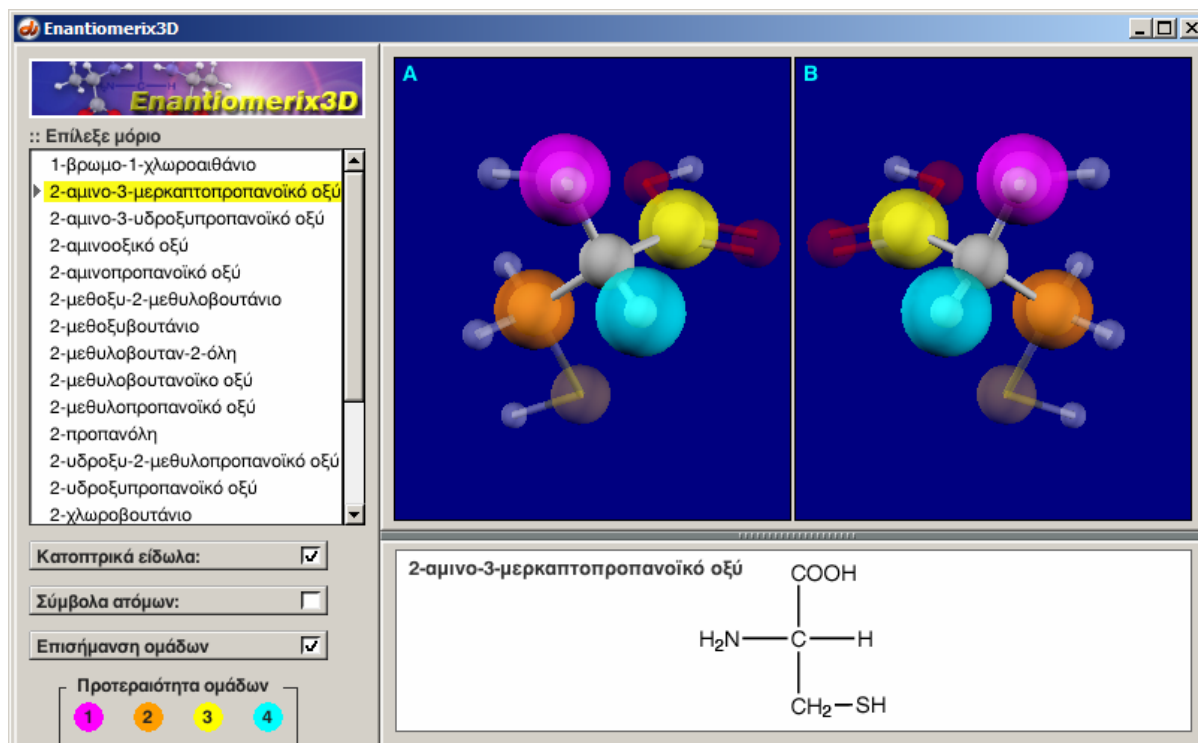 Enantiomerix3D
Enantiomerix3D
:: Επίλεξε μόριο
1-βρωμο-1-χλωροαιθάνιο
2-αμινο-3-μερκαπτοπροπανοϊκό οξύ
2-αμινο-3-υδροξυπροπανοϊκό οξύ
2-αμινοοξικό οξύ
2-αμινοπροπανοϊκό οξύ
2-μεθοξυ-2-μεθυλοβουτάνιο
2-μεθοξυβουτάνιο
2-μεθυλοβουταν-2-όλη
2-μεθυλοβουτανοϊκο οξύ
2-μεθυλοπροπανοϊκό οξύ
2-προπανόλη
2-υδροξυ-2-μεθυλοπροπανοϊκό οξύ
2-υδροξυπροπανοϊκό οξύ
2-χλωροβουτάνιο
Κατοπτρικά είδωλα:
Σύμβολα ατόμων:
Επισήμανση ομάδων
Προτεραιότητα ομάδων
1 2 3 4
A
B
2-αμινο-3-μερκαπτοπροπανοϊκό οξύ
COOH
H₂N—C—H
CH₂—SH